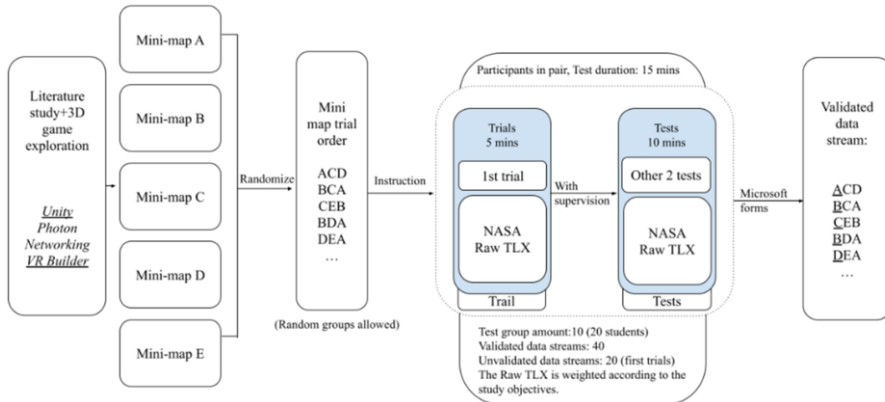 Literature
study+3D
game
exploration
Unity
Photon
Networking
VR Builder
Mini-map A
Mini-map B
Mini-map C
Mini-map D
Mini-map E
Randomize
Mini
map trial
order
ACD
BCA
CEB
BDA
DEA
…
(Random groups allowed)
Instruction
Participants in pair, Test duration: 15 mins
Trials
5 mins
1st trial
NASA
Raw TLX
Trail
With
supervision
Tests
10 mins
Other 2 tests
NASA
Raw TLX
Tests
Test group amount:10 (20 students)
Validated data streams: 40
Unvalidated data streams: 20 (first trials)
The Raw TLX is weighted according to the
study objectives.
Microsoft
forms
Validated
data
stream:
ACD
BCA
CEB
BDA
DEA
…